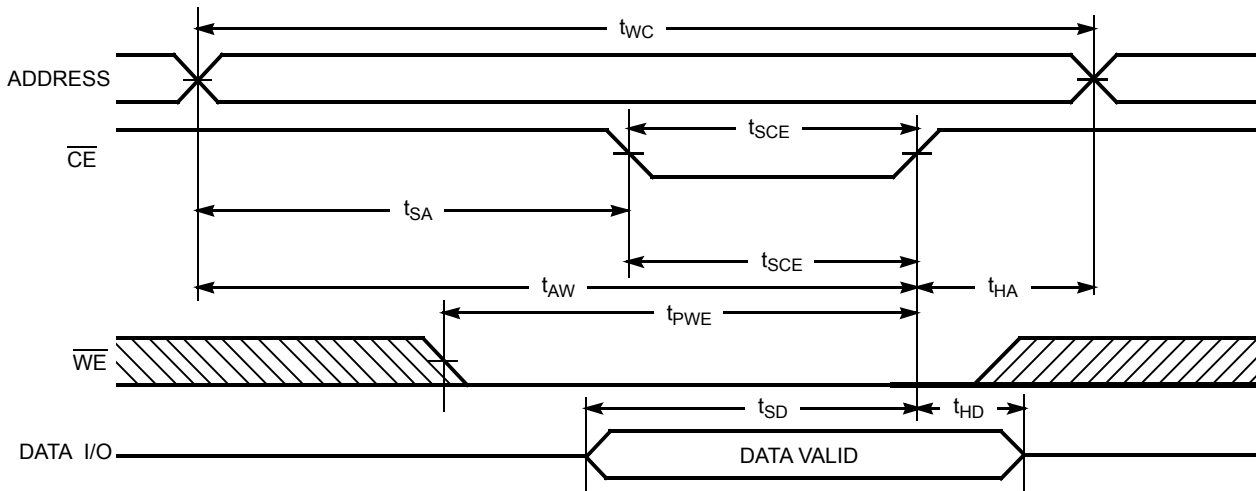 tWC
ADDRESS
tSCE
CE
tSA
tSCE
tAW
tHA
tPWE
WE
tSD
tHD
DATA I/O
DATA VALID